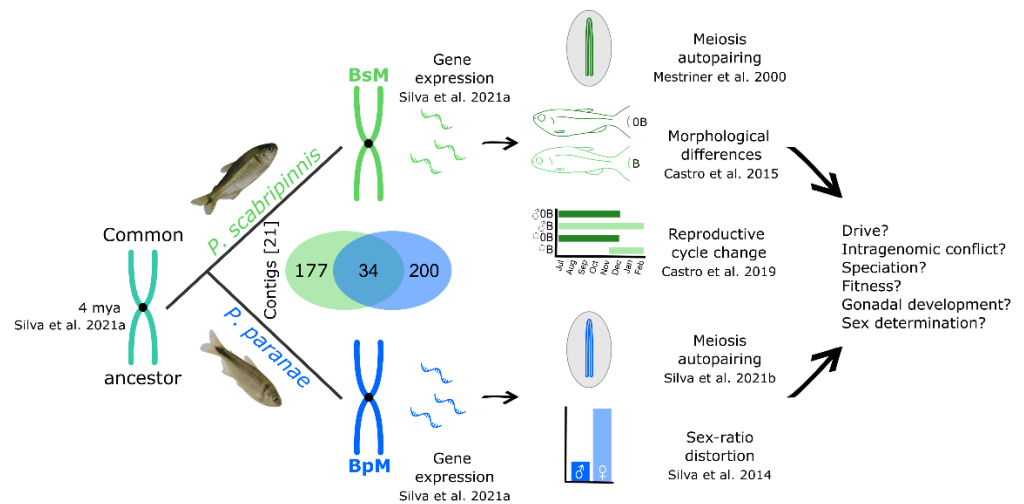 Common
ancestor
4 mya
Silva et al. 2021a
P. scabripinnis
P. paranae
BsM
Gene
expression
Silva et al. 2021a
Contigs [21]
177
34
200
BpM
Gene
expression
Silva et al. 2021a
Meiosis
autopairing
Mestriner et al. 2000
0B
B
Morphological
differences
Castro et al. 2015
0B
B
0B
B
Jul
Aug
Sep
Oct
Nov
Dec
Jan
Feb
Reproductive
cycle change
Castro et al. 2019
Meiosis
autopairing
Silva et al. 2021b
♂
♀
Sex-ratio
distortion
Silva et al. 2014
Drive?
Intragenomic conflict?
Speciation?
Fitness?
Gonadal development?
Sex determination?